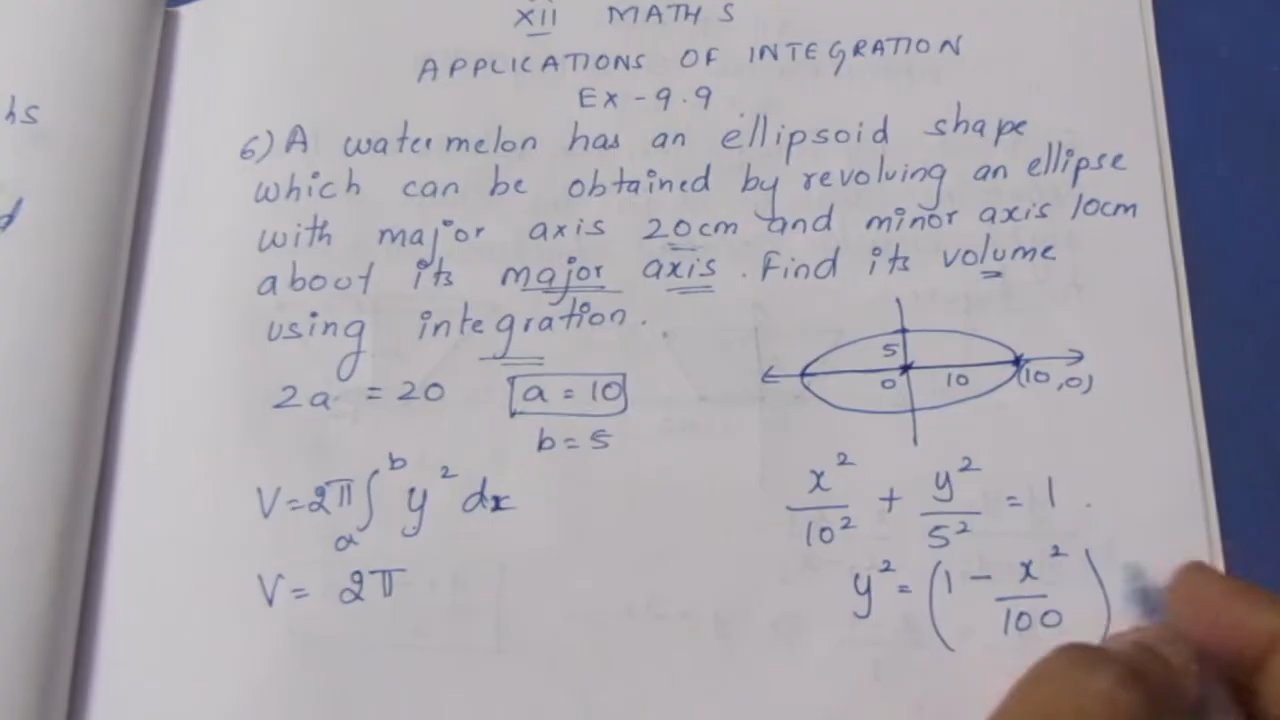 hs
d
XII MATHS
APPLICATIONS OF INTEGRATION
EX - 9.9
6) A watermelon has an ellipsoid shape
which can be obtained by revolving an ellipse
with major axis 20cm and minor axis 10cm
about its major axis. Find its volume
using integration.
5
0 10 (10,0)
2a = 20 a = 10
b = 5
V = 2π ∫ₐᵇ y² dx
x²/10² + y²/5² = 1.
V = 2π
y² = (1 - x²/100)